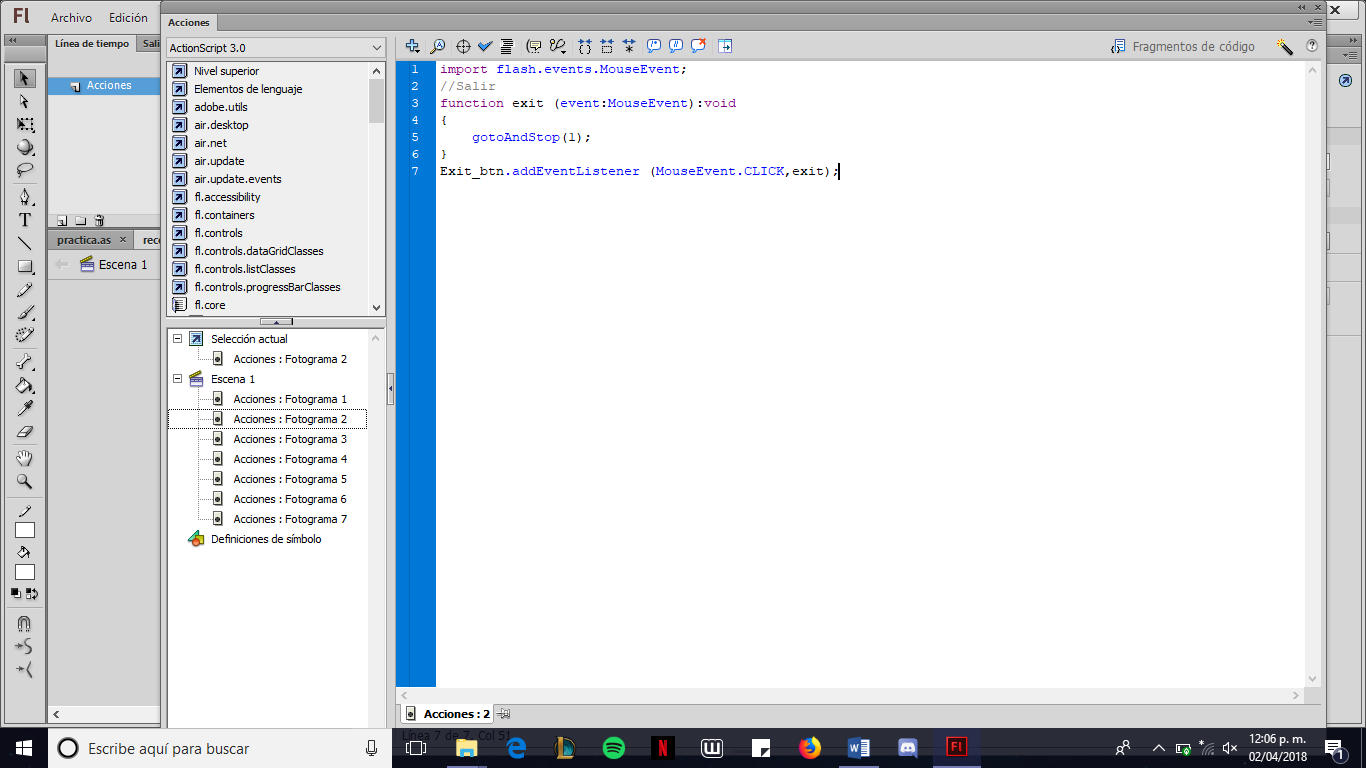 Fl Archivo Edición
Línea de tiempo Sali
Acciones
practica.as × reco
Escena 1
Acciones
ActionScript 3.0
Nivel superior
Elementos de lenguaje
adobe.utils
air.desktop
air.net
air.update
air.update.events
fl.accessibility
fl.containers
fl.controls
fl.controls.dataGridClasses
fl.controls.listClasses
fl.controls.progressBarClasses
fl.core
Selección actual
Acciones : Fotograma 2
Escena 1
Acciones : Fotograma 1
Acciones : Fotograma 2
Acciones : Fotograma 3
Acciones : Fotograma 4
Acciones : Fotograma 5
Acciones : Fotograma 6
Acciones : Fotograma 7
Definiciones de símbolo
Fragmentos de código
1 import flash.events.MouseEvent;
2 //Salir
3 function exit (event:MouseEvent):void
4 {
5 gotoAndStop(1);
6 }
7 Exit_btn.addEventListener (MouseEvent.CLICK,exit);
Acciones : 2
Línea 7 de 7, Col 51
Escribe aquí para buscar
Fl
12:06 p. m.
02/04/2018
1